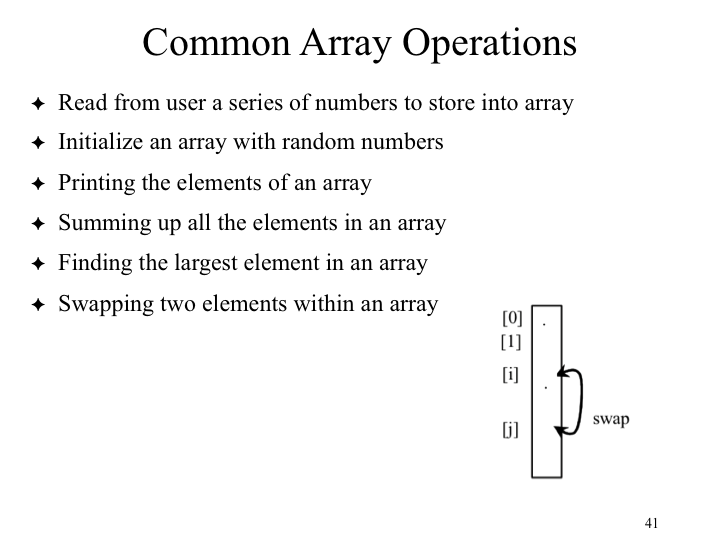 Common Array Operations
✦ Read from user a series of numbers to store into array
✦ Initialize an array with random numbers
✦ Printing the elements of an array
✦ Summing up all the elements in an array
✦ Finding the largest element in an array
✦ Swapping two elements within an array
[0]
[1]
[i]
[j]
swap
41